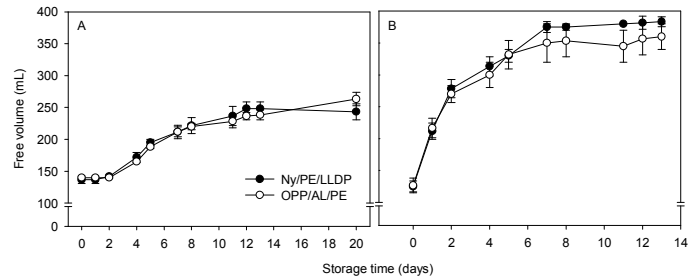 A
B
400
350
300
250
200
150
100
0
Free volume (mL)
Ny/PE/LLDP
OPP/AL/PE
0 2 4 6 8 10 12 14 16 18 20
0 2 4 6 8 10 12 14
Storage time (days)